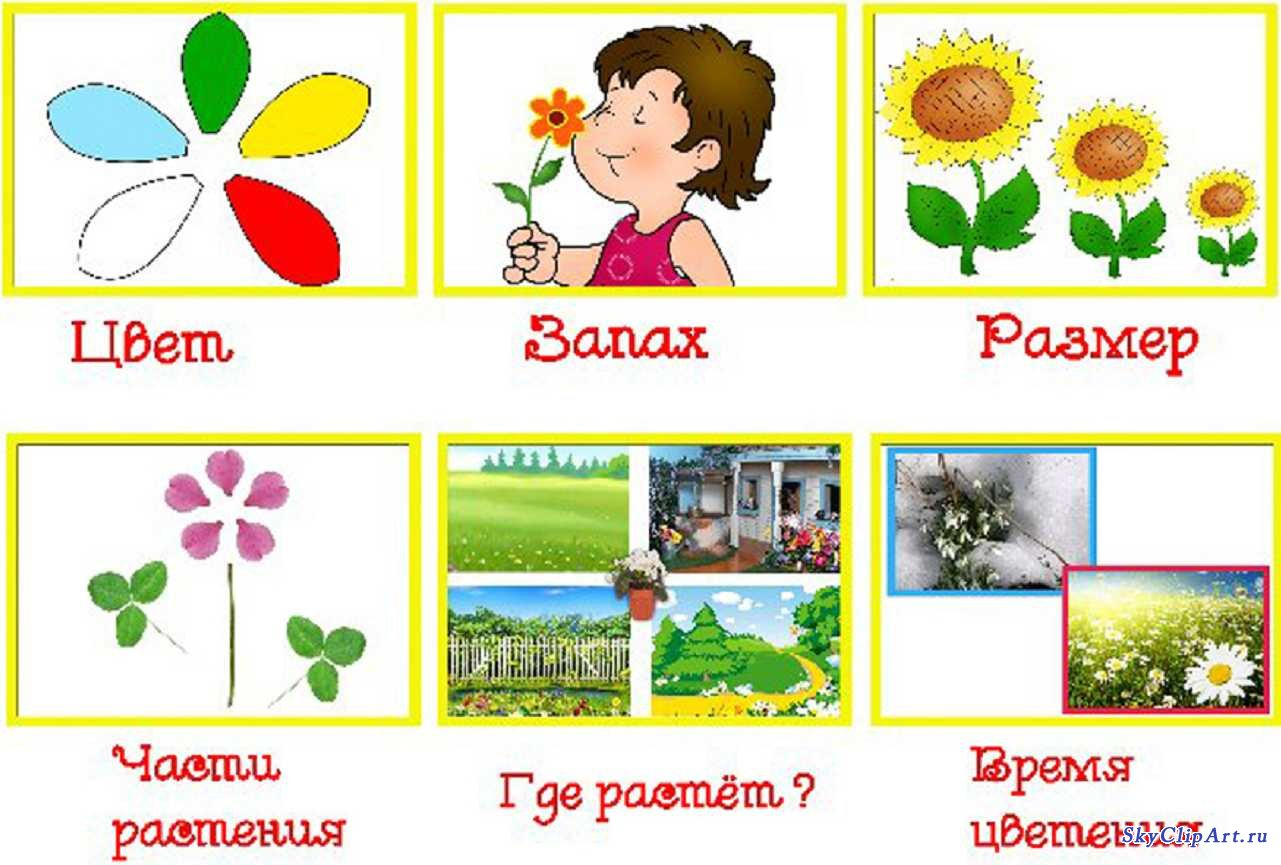 Цвет
Запах
Размер
Части
растения
Где растёт ?
Время
цветения
SkyClipArt.ru